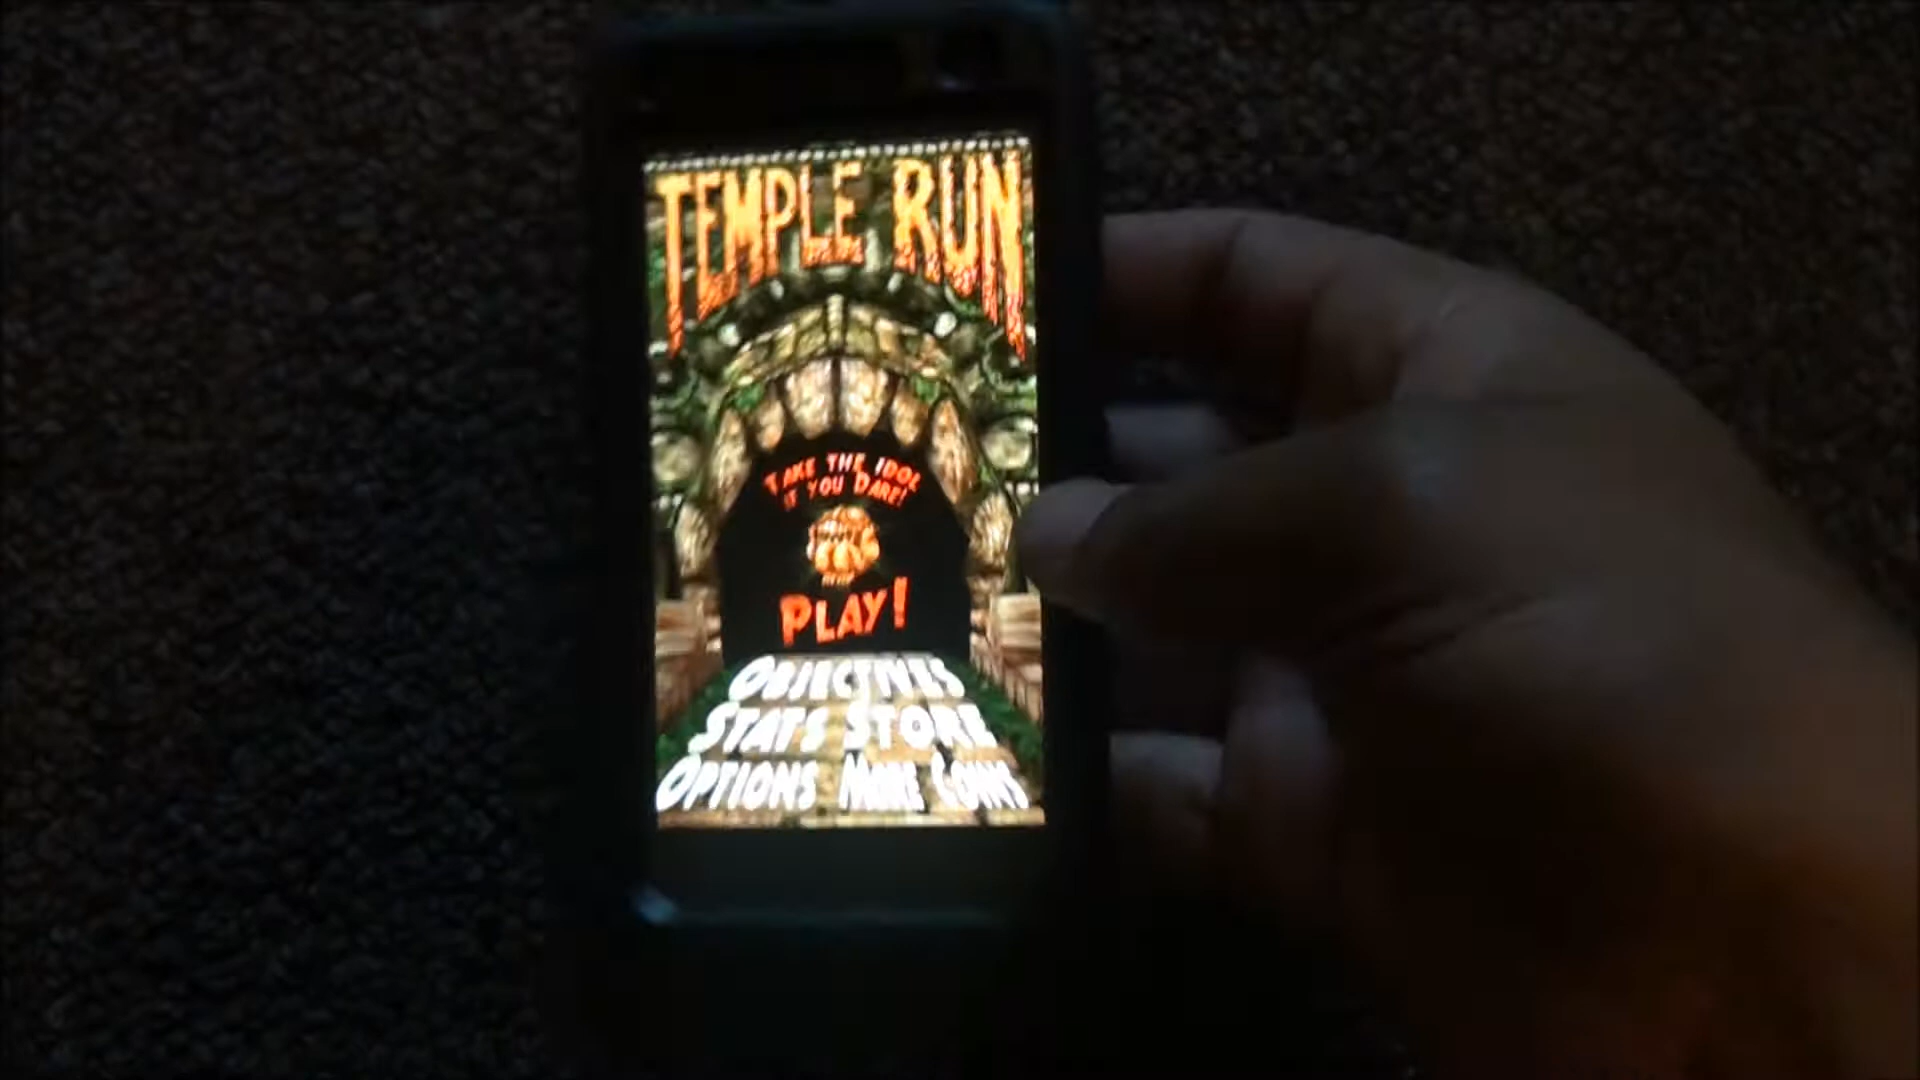 TEMPLE RUN
TAKE THE IDOL
IF YOU DARE!
PLAY!
OBJECTIVES
STATS STORE
OPTIONS MORE COINS